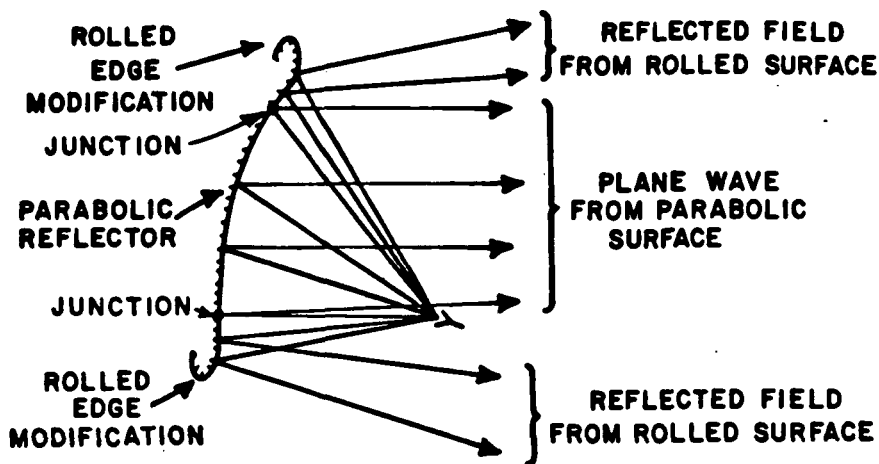 ROLLED
EDGE
MODIFICATION
JUNCTION
PARABOLIC
REFLECTOR
JUNCTION
ROLLED
EDGE
MODIFICATION
REFLECTED FIELD
FROM ROLLED SURFACE
PLANE WAVE
FROM PARABOLIC
SURFACE
REFLECTED FIELD
FROM ROLLED SURFACE